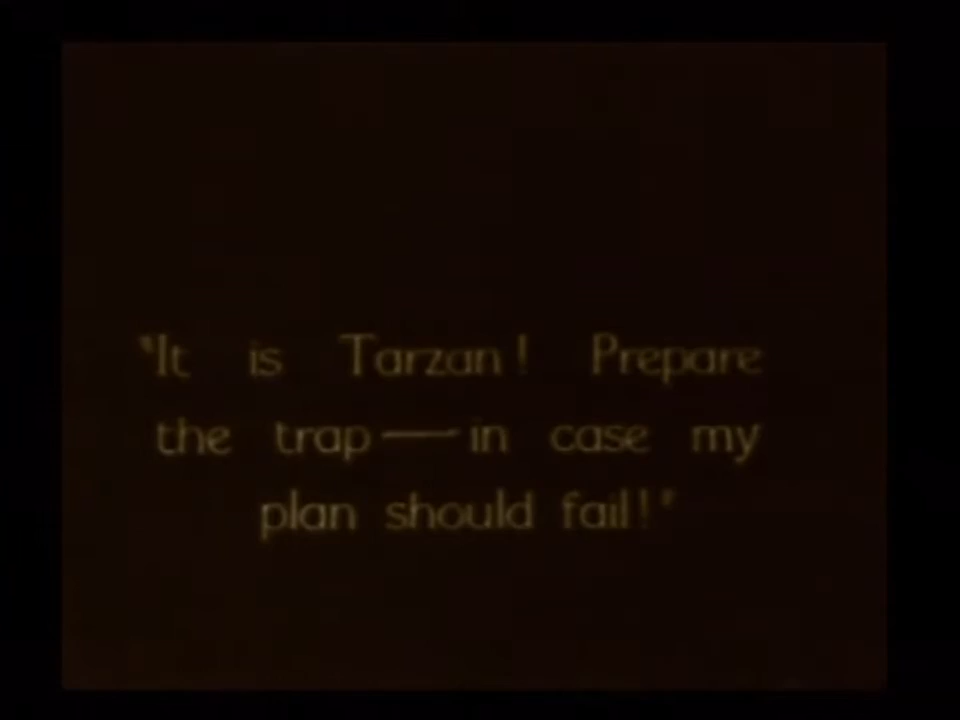 "It is Tarzan! Prepare
the trap—in case my
plan should fail!"